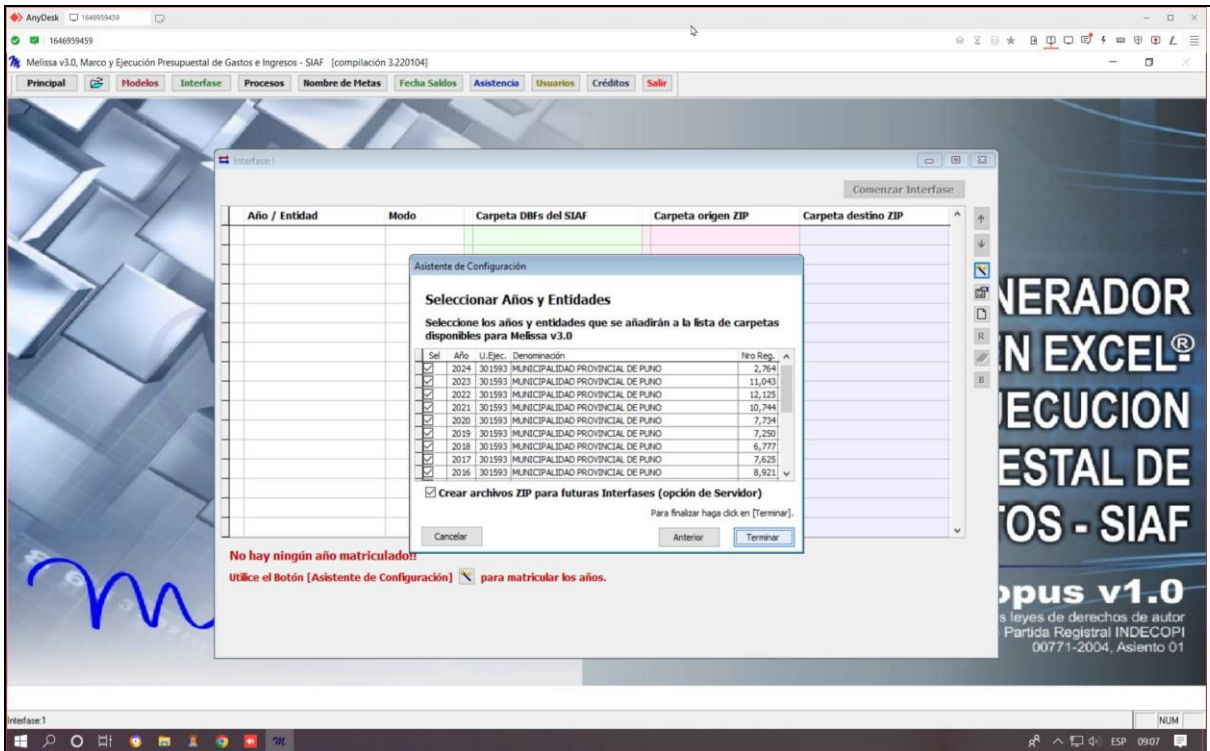 AnyDesk 1646959459
1646959459
Melissa v3.0, Marco y Ejecución Presupuestal de Gastos e Ingresos - SIAF [compilación 3.220104]
Principal Modelos Interfase Procesos Nombre de Metas Fecha Saldos Asistencia Usuarios Créditos Salir
Interfase:1
Comenzar Interfase
Año / Entidad Modo Carpeta DBFs del SIAF Carpeta origen ZIP Carpeta destino ZIP
Asistente de Configuración
Seleccionar Años y Entidades
Seleccione los años y entidades que se añadirán a la lista de carpetas
disponibles para Melissa v3.0
Sel Año U.Ejec. Denominación Nro Reg.
2024 301593 MUNICIPALIDAD PROVINCIAL DE PUNO 2,764
2023 301593 MUNICIPALIDAD PROVINCIAL DE PUNO 11,043
2022 301593 MUNICIPALIDAD PROVINCIAL DE PUNO 12,125
2021 301593 MUNICIPALIDAD PROVINCIAL DE PUNO 10,744
2020 301593 MUNICIPALIDAD PROVINCIAL DE PUNO 7,734
2019 301593 MUNICIPALIDAD PROVINCIAL DE PUNO 7,250
2018 301593 MUNICIPALIDAD PROVINCIAL DE PUNO 6,777
2017 301593 MUNICIPALIDAD PROVINCIAL DE PUNO 7,625
2016 301593 MUNICIPALIDAD PROVINCIAL DE PUNO 8,921
Crear archivos ZIP para futuras Interfases (opción de Servidor)
Para finalizar haga click en [Terminar].
Cancelar Anterior Terminar
No hay ningún año matriculado!!
Utilice el Botón [Asistente de Configuración] para matricular los años.
R
B
NERADOR
EN EXCEL®
JECUCION
ESTAL DE
TOS - SIAF
opus v1.0
s leyes de derechos de autor
Partida Registral INDECOPI
00771-2004, Asiento 01
Interfase:1 NUM
ESP 09:07